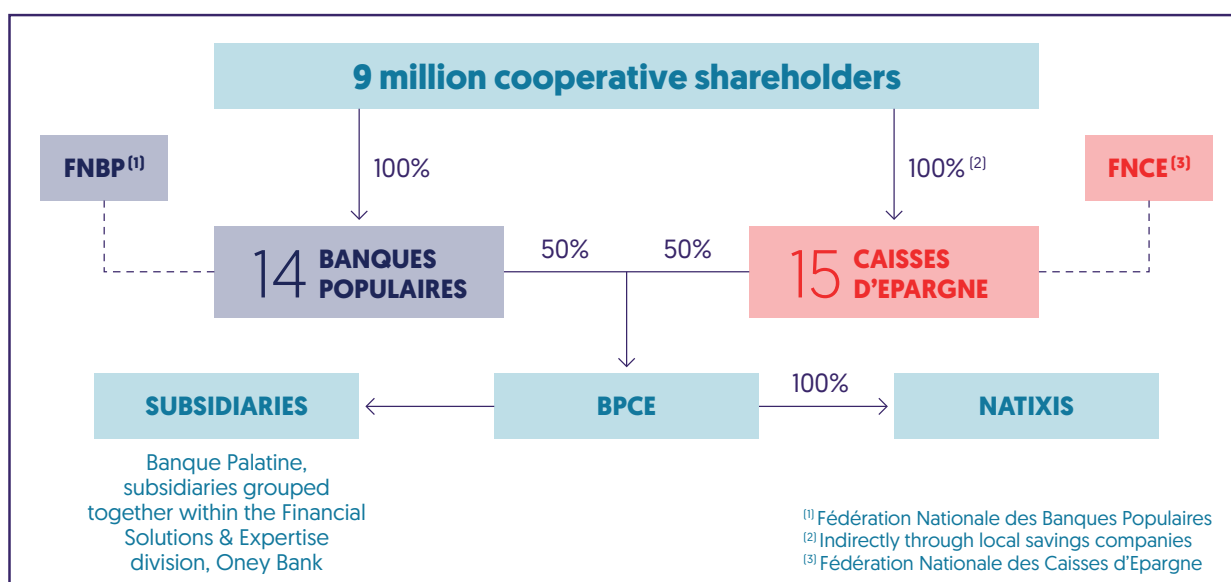 9 million cooperative shareholders
FNBP(1)
100%
100% (2)
FNCE(3)
14 BANQUES
POPULAIRES
50%
50%
15 CAISSES
D'EPARGNE
SUBSIDIARIES
BPCE
100%
NATIXIS
Banque Palatine,
subsidiaries grouped
together within the Financial
Solutions & Expertise
division, Oney Bank
(1) Fédération Nationale des Banques Populaires
(2) Indirectly through local savings companies
(3) Fédération Nationale des Caisses d'Epargne